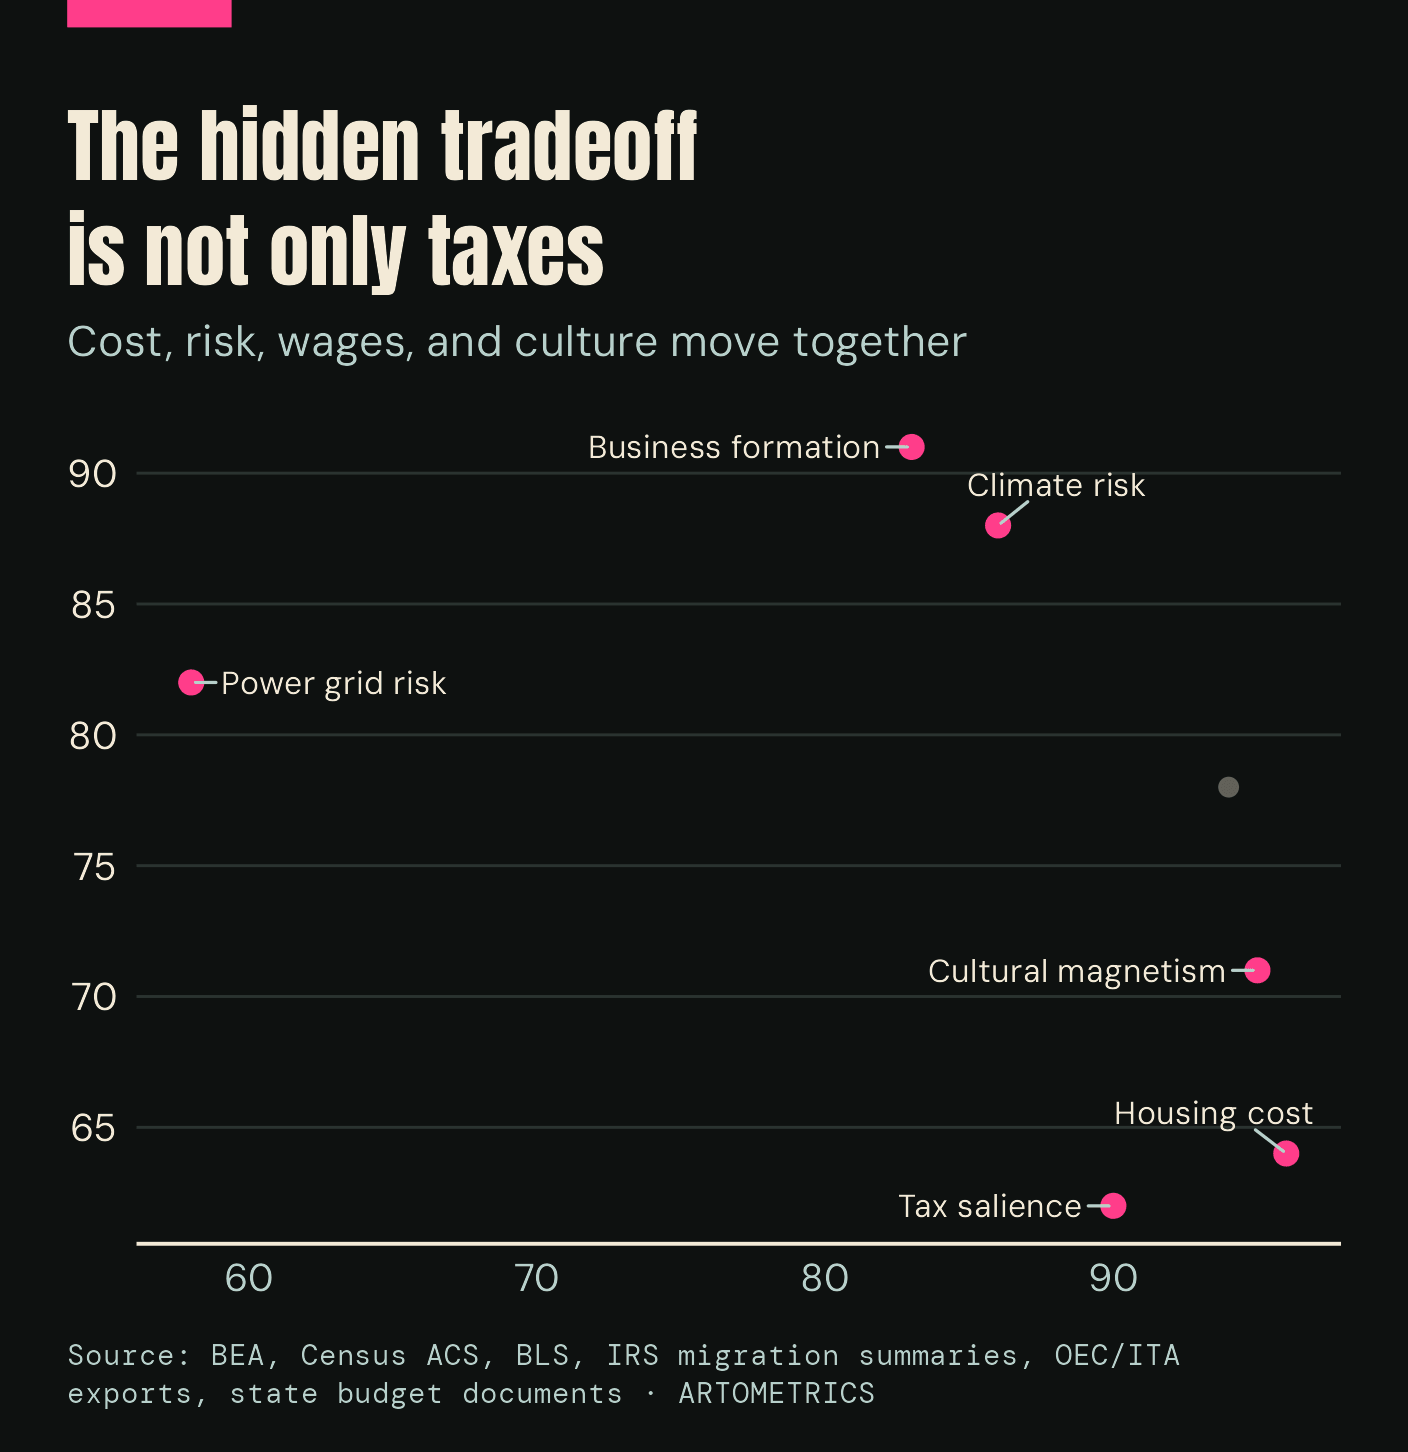 The hidden tradeoff
is not only taxes
Cost, risk, wages, and culture move together
Business formation
90
Climate risk
85
Power grid risk
80
75
Cultural magnetism
70
Housing cost
65
Tax salience
60 70 80 90
Source: BEA, Census ACS, BLS, IRS migration summaries, OEC/ITA
exports, state budget documents · ARTOMETRICS